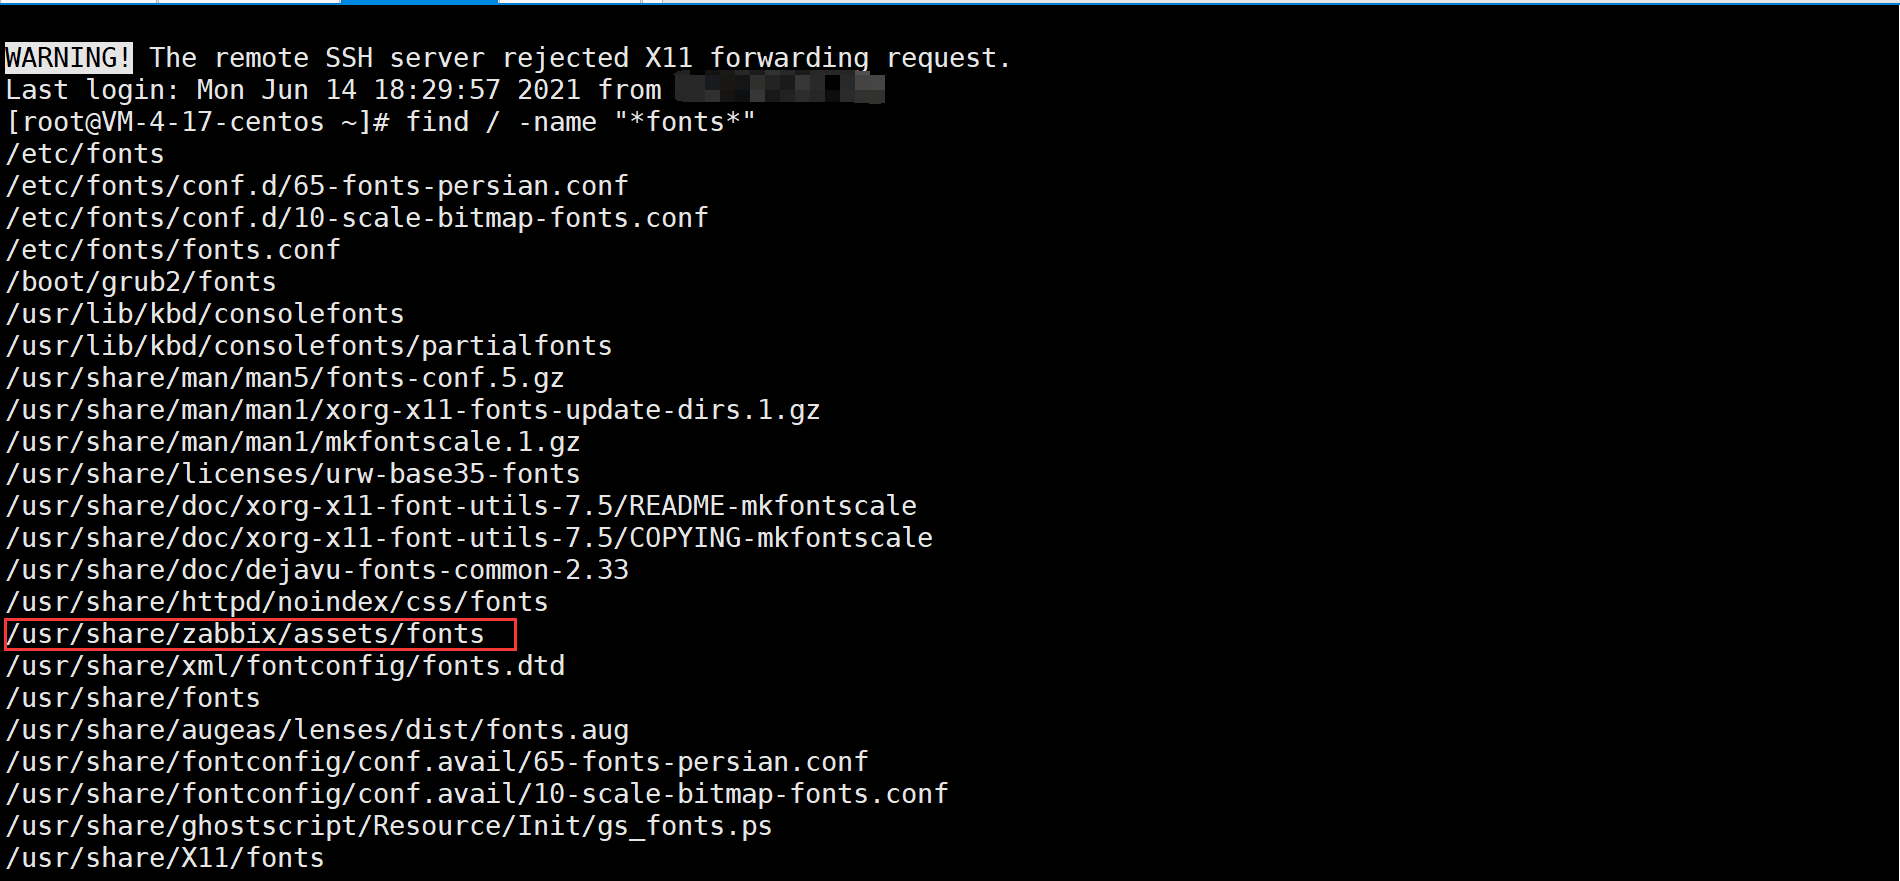 WARNING! The remote SSH server rejected X11 forwarding request.
Last login: Mon Jun 14 18:29:57 2021 from
[root@VM-4-17-centos ~]# find / -name "*fonts*"
/etc/fonts
/etc/fonts/conf.d/65-fonts-persian.conf
/etc/fonts/conf.d/10-scale-bitmap-fonts.conf
/etc/fonts/fonts.conf
/boot/grub2/fonts
/usr/lib/kbd/consolefonts
/usr/lib/kbd/consolefonts/partialfonts
/usr/share/man/man5/fonts-conf.5.gz
/usr/share/man/man1/xorg-x11-fonts-update-dirs.1.gz
/usr/share/man/man1/mkfontscale.1.gz
/usr/share/licenses/urw-base35-fonts
/usr/share/doc/xorg-x11-font-utils-7.5/README-mkfontscale
/usr/share/doc/xorg-x11-font-utils-7.5/COPYING-mkfontscale
/usr/share/doc/dejavu-fonts-common-2.33
/usr/share/httpd/noindex/css/fonts
/usr/share/zabbix/assets/fonts
/usr/share/xml/fontconfig/fonts.dtd
/usr/share/fonts
/usr/share/augeas/lenses/dist/fonts.aug
/usr/share/fontconfig/conf.avail/65-fonts-persian.conf
/usr/share/fontconfig/conf.avail/10-scale-bitmap-fonts.conf
/usr/share/ghostscript/Resource/Init/gs_fonts.ps
/usr/share/X11/fonts